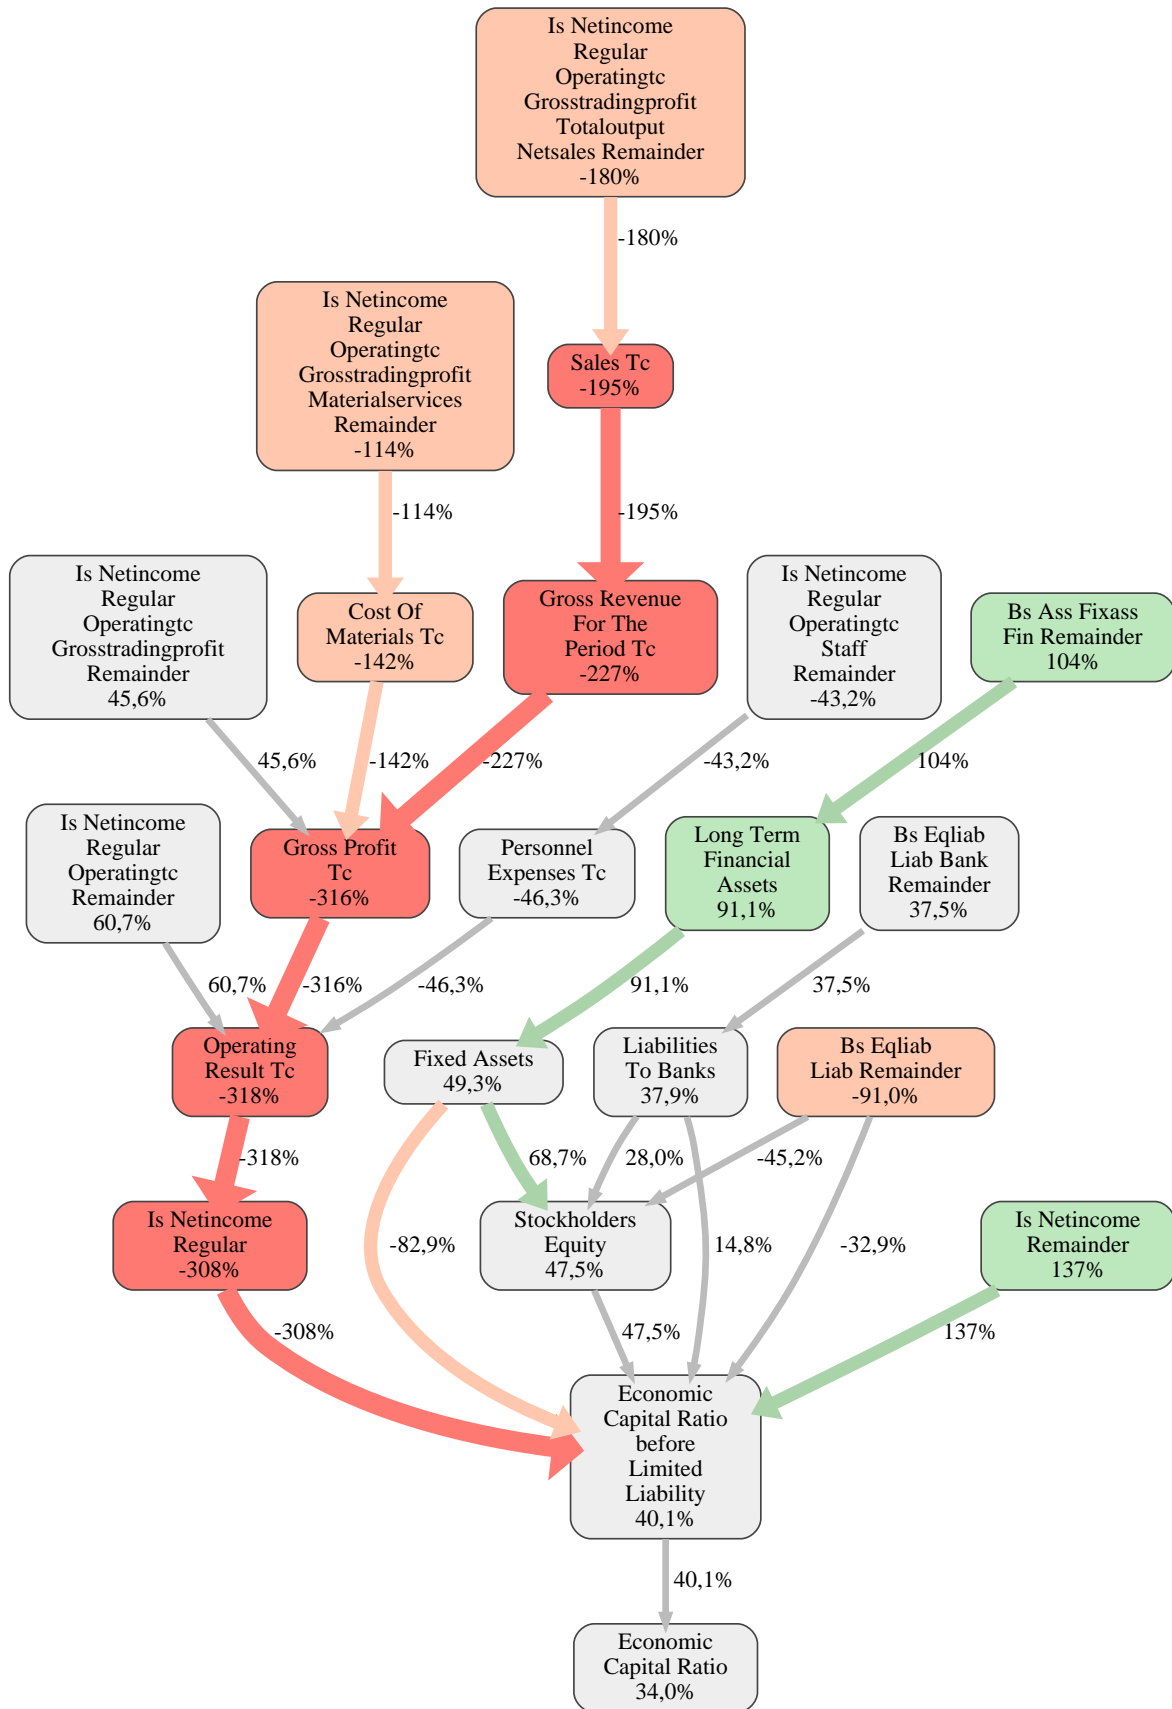 Is Netincome
Regular
Operatingtc
Grosstradingprofit
Totaloutput
Netsales Remainder
-180%
-180%
Is Netincome
Regular
Operatingtc
Grosstradingprofit
Materialservices
Remainder
-114%
Sales Tc
-195%
-114%
-195%
Is Netincome
Regular
Operatingtc
Grosstradingprofit
Remainder
45,6%
Cost Of
Materials Tc
-142%
Gross Revenue
For The
Period Tc
-227%
Is Netincome
Regular
Operatingtc
Staff
Remainder
-43,2%
Bs Ass Fixass
Fin Remainder
104%
45,6%
-142%
-227%
-43,2%
104%
Is Netincome
Regular
Operatingtc
Remainder
60,7%
Gross Profit
Tc
-316%
Personnel
Expenses Tc
-46,3%
Long Term
Financial
Assets
91,1%
Bs Eqliab
Liab Bank
Remainder
37,5%
60,7%
-316%
-46,3%
91,1%
37,5%
Operating
Result Tc
-318%
Fixed Assets
49,3%
Liabilities
To Banks
37,9%
Bs Eqliab
Liab Remainder
-91,0%
-318%
68,7%
28,0%
-45,2%
Is Netincome
Regular
-308%
-82,9%
Stockholders
Equity
47,5%
14,8%
-32,9%
Is Netincome
Remainder
137%
-308%
47,5%
137%
Economic
Capital Ratio
before
Limited
Liability
40,1%
40,1%
Economic
Capital Ratio
34,0%